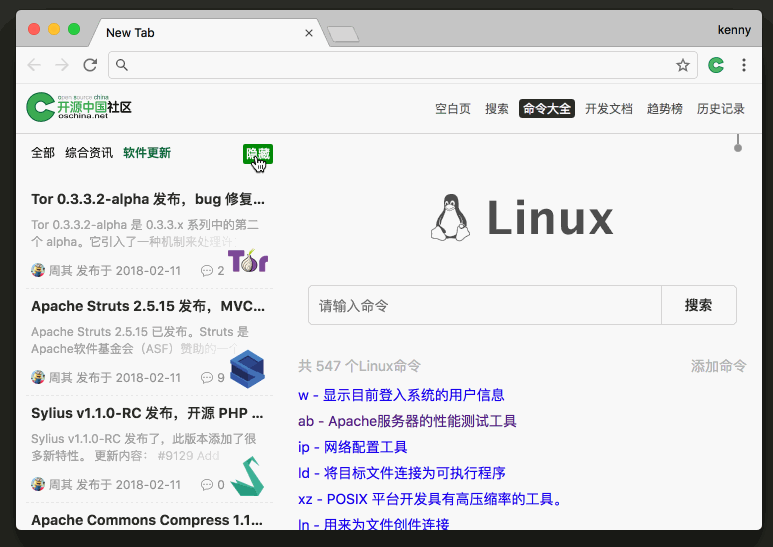 New Tab
kenny
open source china
开源中国社区
oschina.net
空白页 搜索 命令大全 开发文档 趋势榜 历史记录
全部 综合资讯 软件更新 隐藏
Tor 0.3.3.2-alpha 发布，bug 修复...
Tor 0.3.3.2-alpha 是 0.3.3.x 系列中的第二
个 alpha。它引入了一种机制来处理许
周其 发布于 2018-02-11 2
Tor
Apache Struts 2.5.15 发布，MVC...
Apache Struts 2.5.15 已发布。Struts 是
Apache软件基金会（ASF）赞助的一个
周其 发布于 2018-02-11 9
Sylius v1.1.0-RC 发布，开源 PHP ...
Sylius v1.1.0-RC 发布了，此版本添加了很
多新特性。 更新内容： #9129 Add
周其 发布于 2018-02-11 0
Apache Commons Compress 1.1...
Linux
请输入命令 搜索
共 547 个Linux命令 添加命令
w - 显示目前登入系统的用户信息
ab - Apache服务器的性能测试工具
ip - 网络配置工具
ld - 将目标文件连接为可执行程序
xz - POSIX 平台开发具有高压缩率的工具。
ln - 用来为文件创件连接